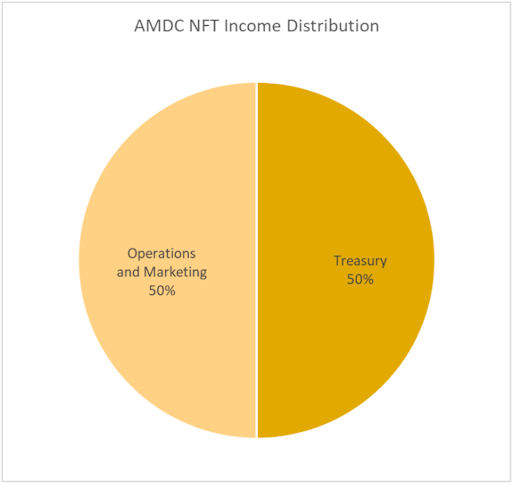 AMDC NFT Income Distribution
Operations
and Marketing
50%
Treasury
50%